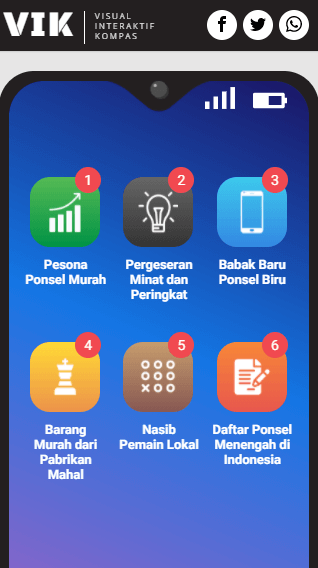 VIK
VISUAL
INTERAKTIF
KOMPAS
1
2
3
Pesona
Ponsel Murah
Pergeseran
Minat dan
Peringkat
Babak Baru
Ponsel Biru
4
5
6
Barang
Murah dari
Pabrikan
Mahal
Nasib
Pemain Lokal
Daftar Ponsel
Menengah di
Indonesia